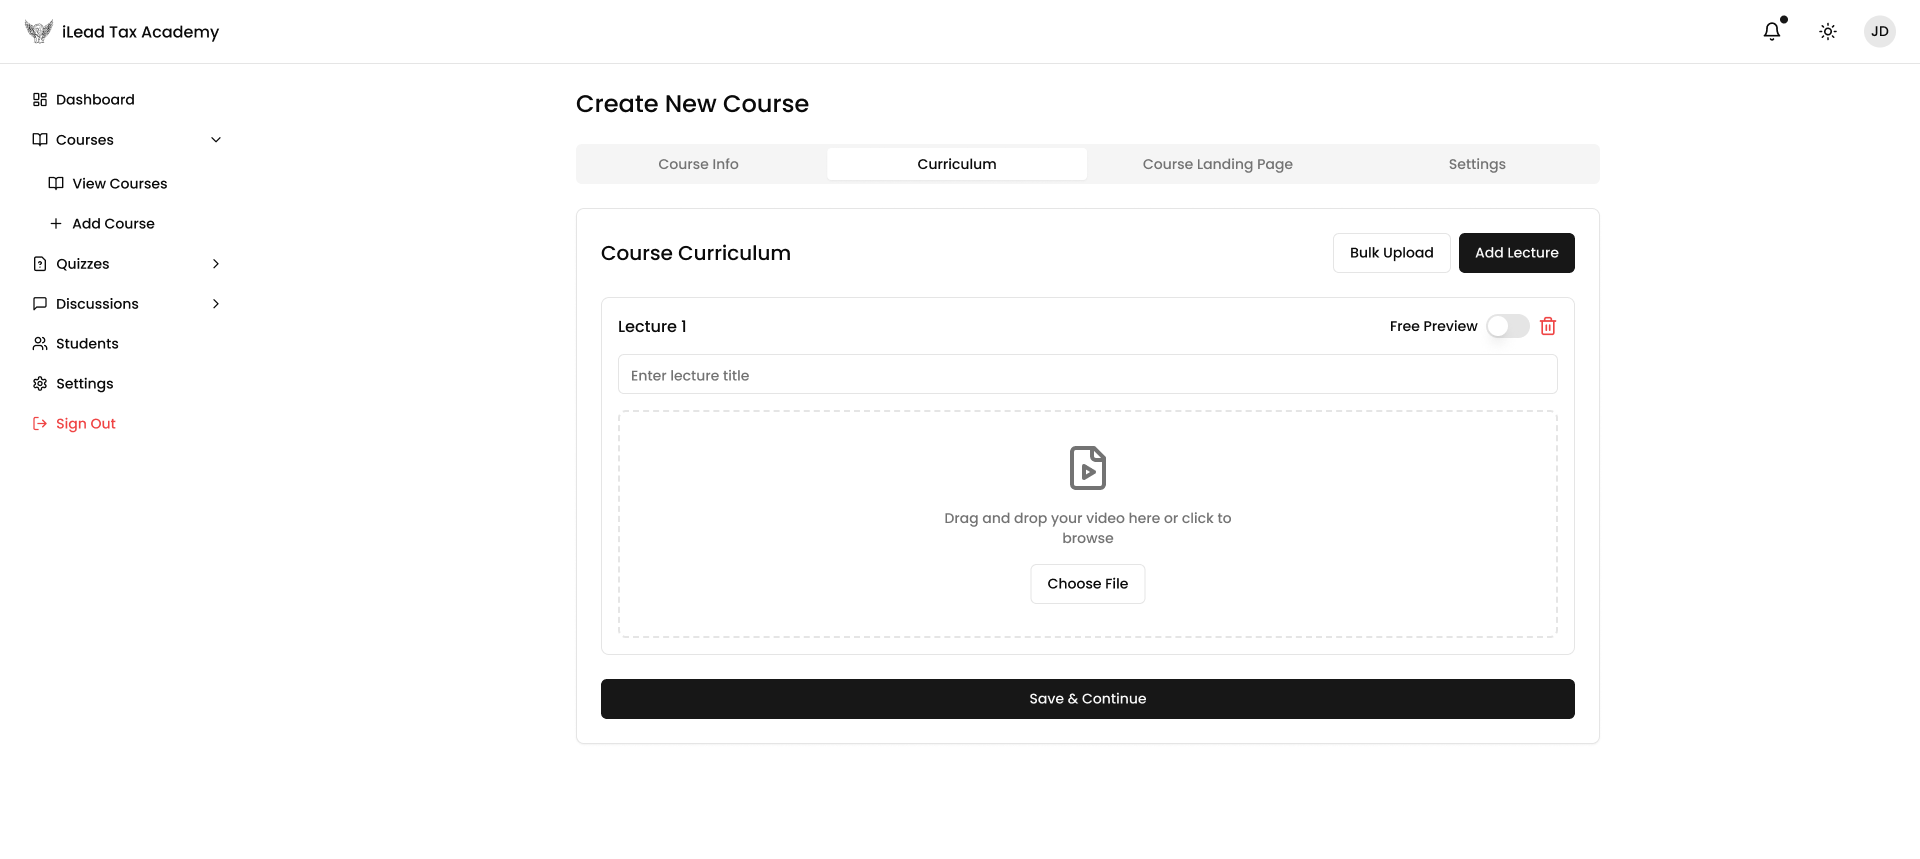 iLead Tax Academy
JD
Dashboard
Courses
View Courses
Add Course
Quizzes
Discussions
Students
Settings
Sign Out
Create New Course
Course Info
Curriculum
Course Landing Page
Settings
Course Curriculum
Bulk Upload
Add Lecture
Lecture 1
Free Preview
Enter lecture title
Drag and drop your video here or click to
browse
Choose File
Save & Continue